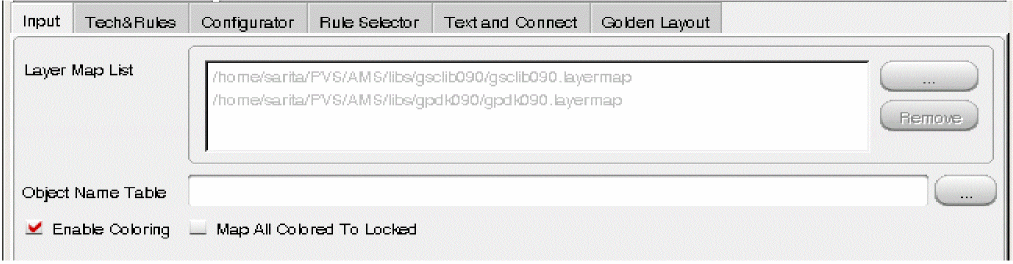 Input Tech&Rules Configurator Rule Selector Text and Connect Golden Layout
Layer Map List
/home/sarita/PVS/AMS/libs/gsclib090/gsclib090.layermap
...
/home/sarita/PVS/AMS/libs/gpdk090/gpdk090.layermap
Remove
Object Name Table
...
Enable Coloring Map All Colored To Locked